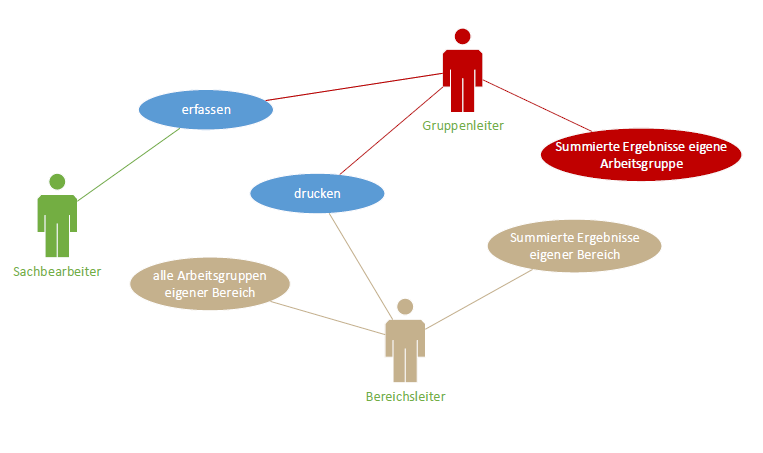 erfassen
Gruppenleiter
Summierte Ergebnisse eigene
Arbeitsgruppe
drucken
Summierte Ergebnisse
eigener Bereich
Sachbearbeiter
alle Arbeitsgruppen
eigener Bereich
Bereichsleiter